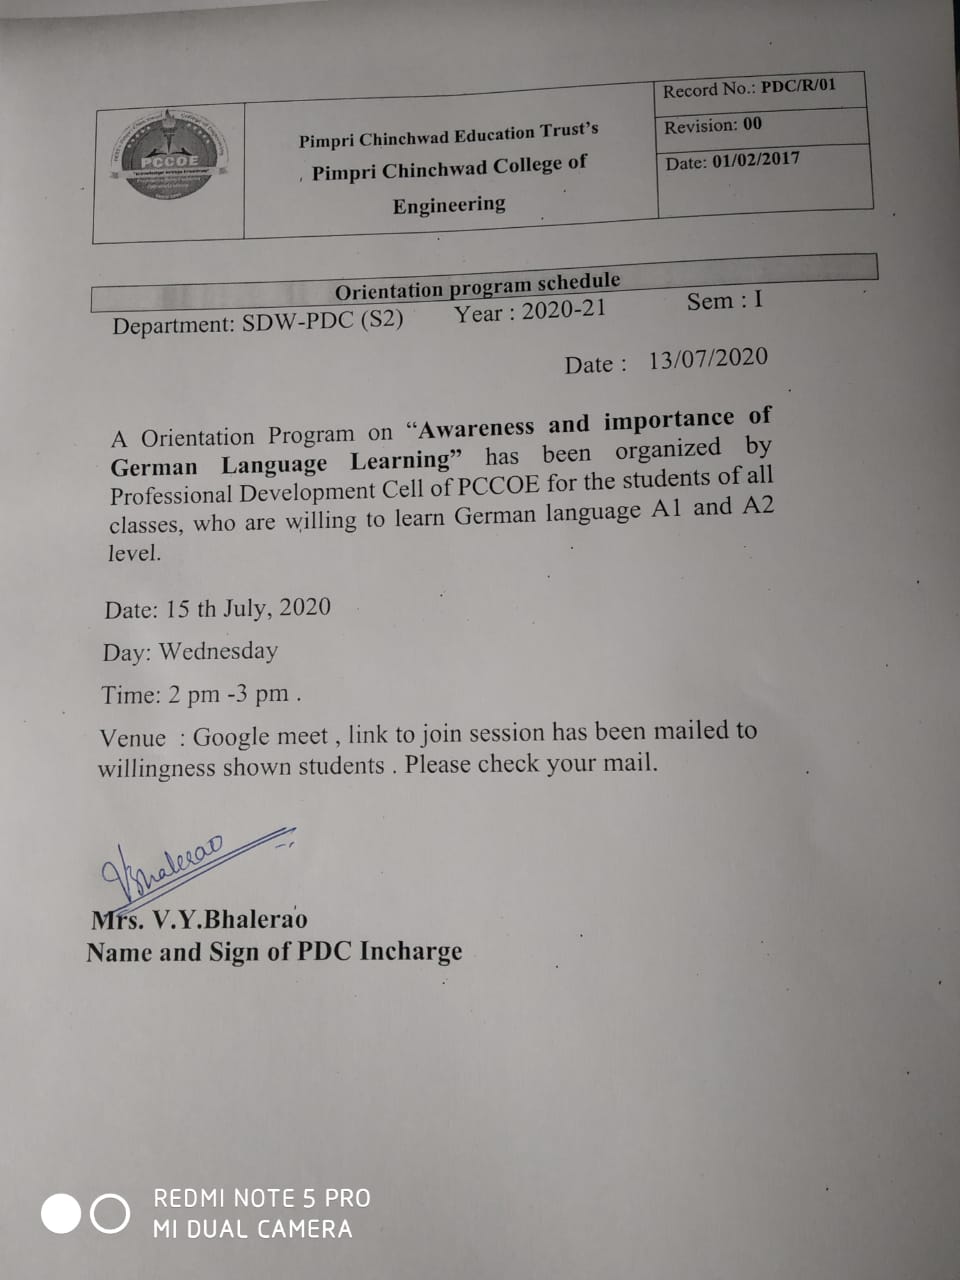 PCCOE
Pimpri Chinchwad Education Trust's
Pimpri Chinchwad College of
Engineering
Record No.: PDC/R/01
Revision: 00
Date: 01/02/2017
Orientation program schedule
Department: SDW-PDC (S2) Year : 2020-21 Sem : I
Date : 13/07/2020
A Orientation Program on “Awareness and importance of
German Language Learning” has been organized by
Professional Development Cell of PCCOE for the students of all
classes, who are willing to learn German language A1 and A2
level.
Date: 15 th July, 2020
Day: Wednesday
Time: 2 pm -3 pm .
Venue : Google meet , link to join session has been mailed to
willingness shown students . Please check your mail.
VBhalerao
Mrs. V.Y.Bhalerao
Name and Sign of PDC Incharge
REDMI NOTE 5 PRO
MI DUAL CAMERA